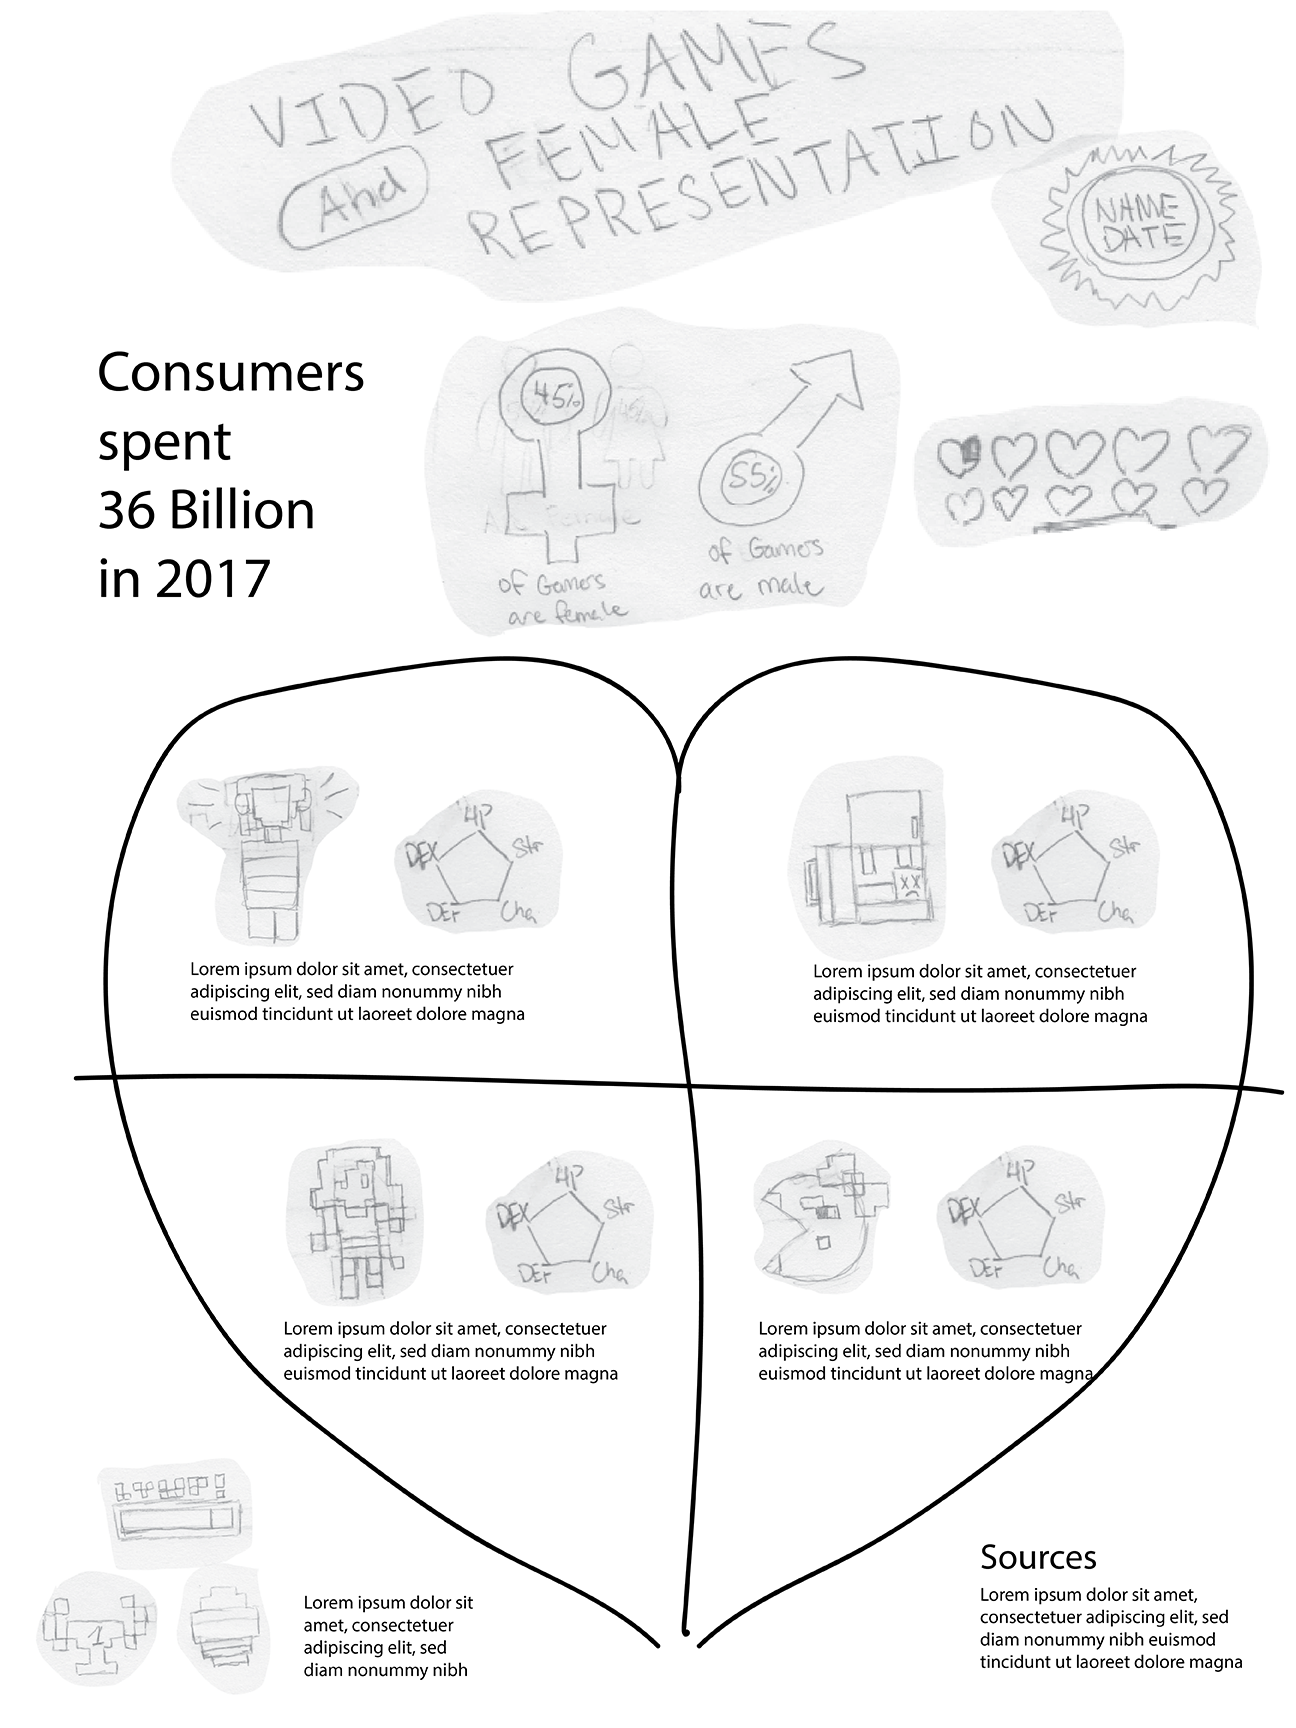 VIDEO GAMES
And FEMALE
REPRESENTATION
NAME
DATE
Consumers
spent
36 Billion
in 2017
45%
of Gamers
are female
55%
of Gamers
are male
HP
DEX
Str
DEF
Cha
Lorem ipsum dolor sit amet, consectetuer
adipiscing elit, sed diam nonummy nibh
euismod tincidunt ut laoreet dolore magna
XX
HP
DEX
Str
DEF
Cha
Lorem ipsum dolor sit amet, consectetuer
adipiscing elit, sed diam nonummy nibh
euismod tincidunt ut laoreet dolore magna
HP
DEX
Str
DEF
Cha
Lorem ipsum dolor sit amet, consectetuer
adipiscing elit, sed diam nonummy nibh
euismod tincidunt ut laoreet dolore magna
HP
DEX
Str
DEF
Cha
Lorem ipsum dolor sit amet, consectetuer
adipiscing elit, sed diam nonummy nibh
euismod tincidunt ut laoreet dolore magna
1
Lorem ipsum dolor sit
amet, consectetuer
adipiscing elit, sed
diam nonummy nibh
Sources
Lorem ipsum dolor sit amet,
consectetuer adipiscing elit, sed
diam nonummy nibh euismod
tincidunt ut laoreet dolore magna